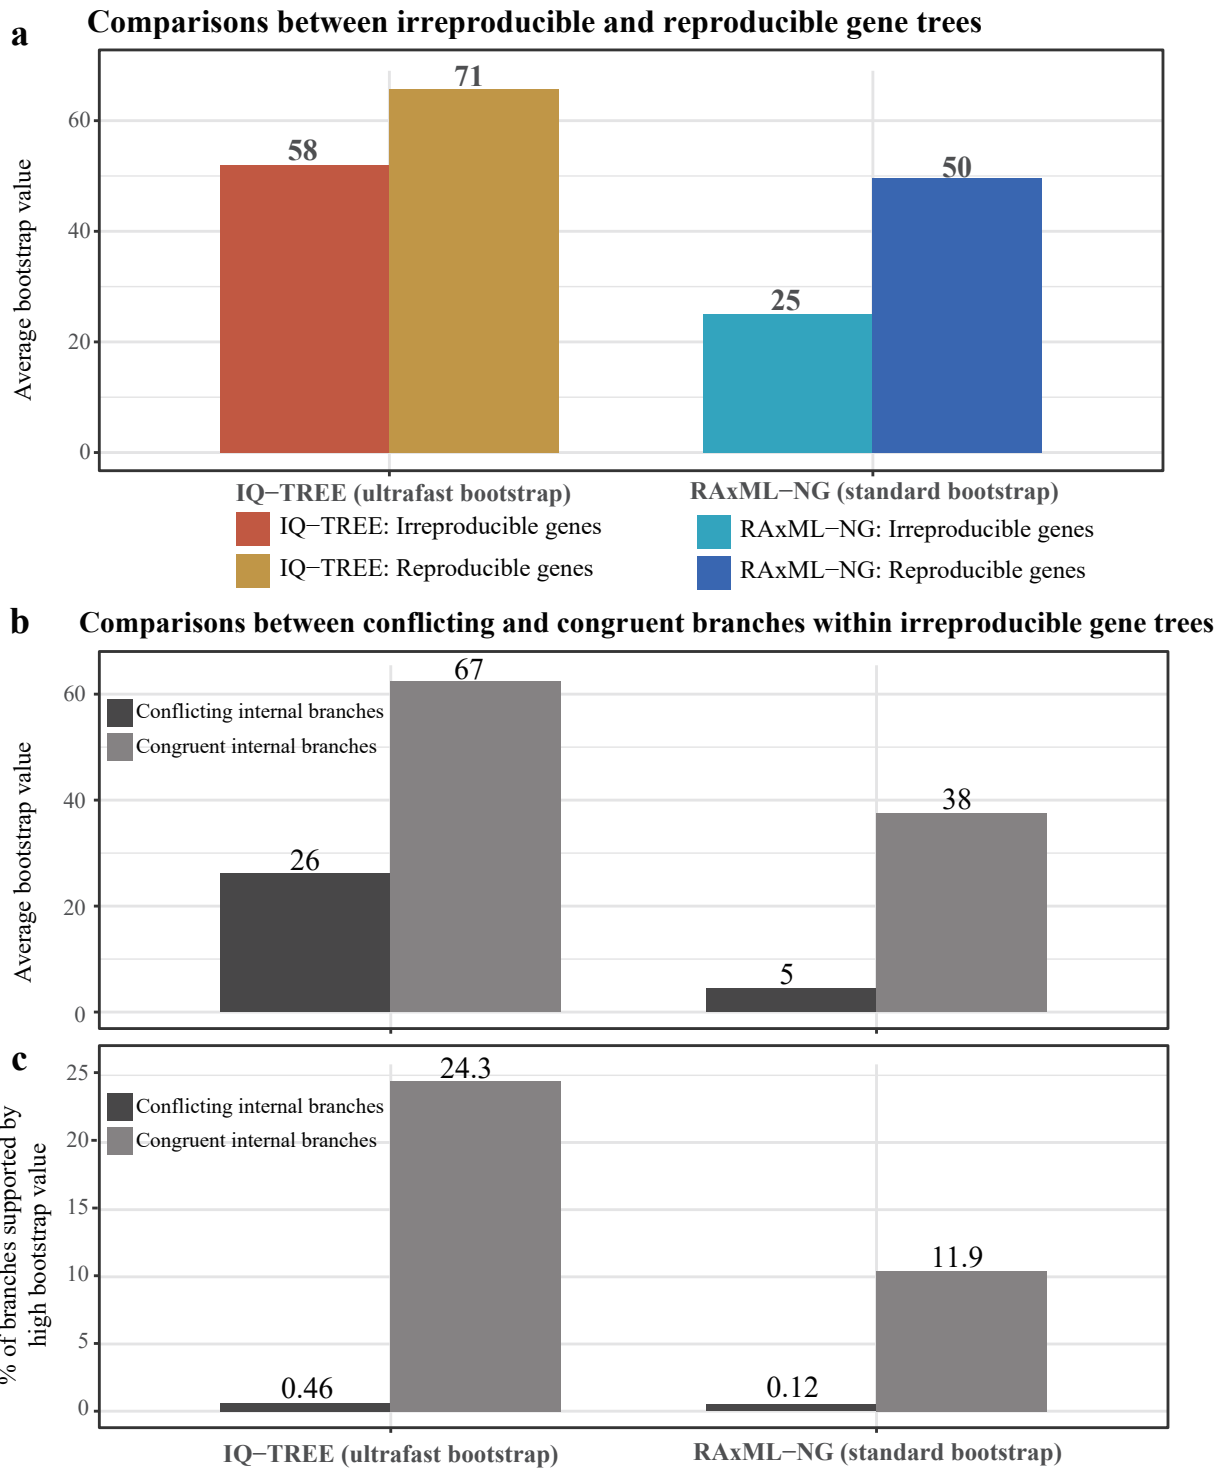 a Comparisons between irreproducible and reproducible gene trees
Average bootstrap value
60
40
20
0
58
71
25
50
IQ−TREE (ultrafast bootstrap)
RAxML−NG (standard bootstrap)
IQ−TREE: Irreproducible genes
IQ−TREE: Reproducible genes
RAxML−NG: Irreproducible genes
RAxML−NG: Reproducible genes
b Comparisons between conflicting and congruent branches within irreproducible gene trees
Average bootstrap value
60
40
20
0
Conflicting internal branches
Congruent internal branches
26
67
5
38
c
% of branches supported by
high bootstrap value
25
20
15
10
5
0
Conflicting internal branches
Congruent internal branches
0.46
24.3
0.12
11.9
IQ−TREE (ultrafast bootstrap)
RAxML−NG (standard bootstrap)